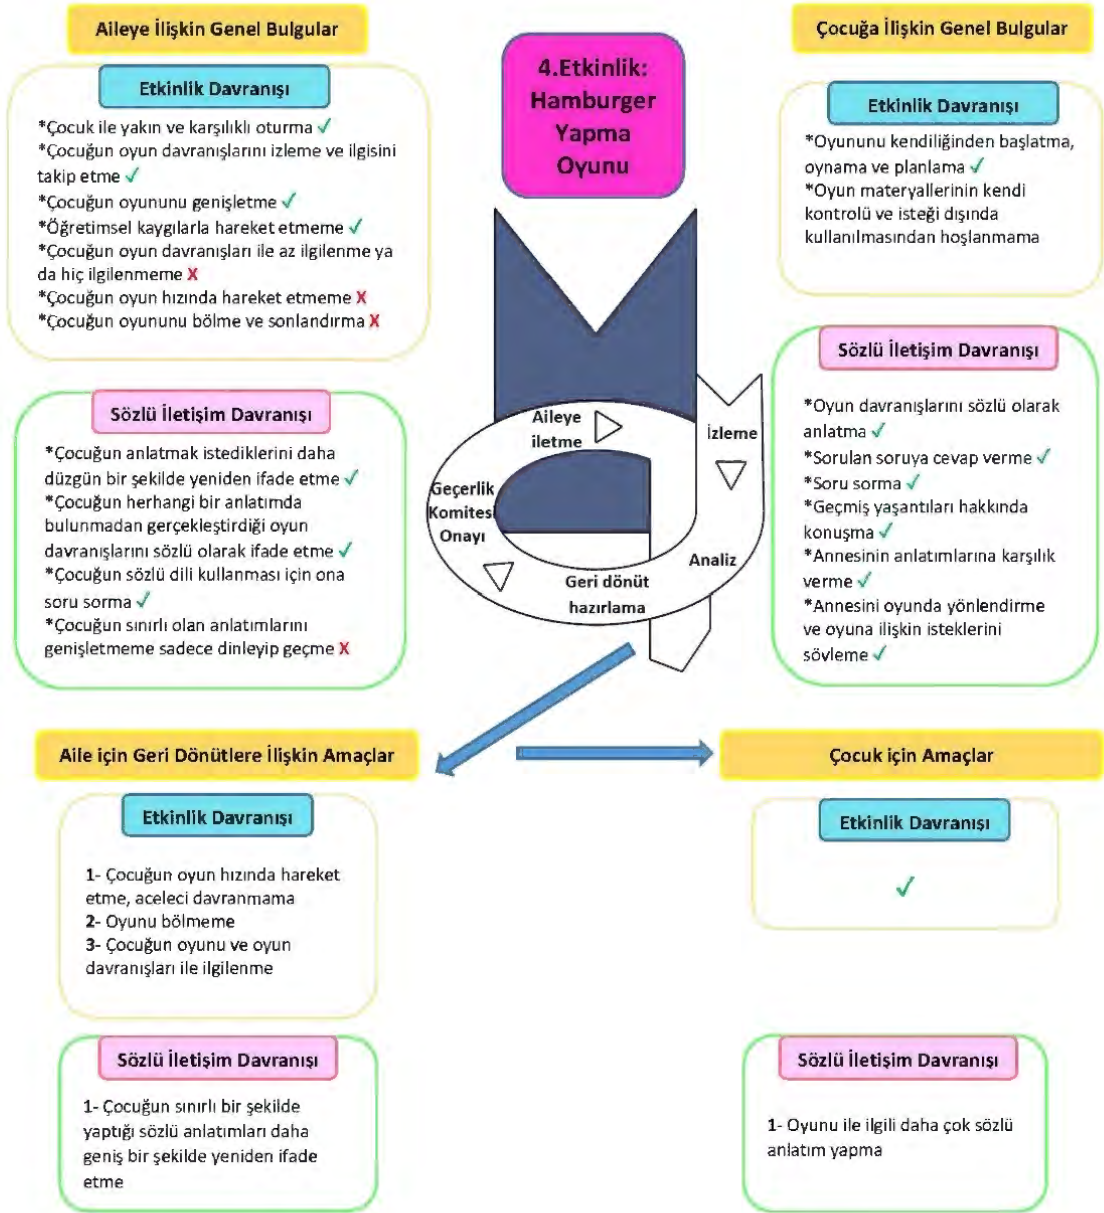 Aileye İlişkin Genel Bulgular
Etkinlik Davranışı
*Çocuk ile yakın ve karşılıklı oturma ✓
*Çocuğun oyun davranışlarını izleme ve ilgisini
takip etme ✓
*Çocuğun oyununu genişletme ✓
*Öğretimsel kaygılarla hareket etmeme ✓
*Çocuğun oyun davranışları ile az ilgilenme ya
da hiç ilgilenmeme X
*Çocuğun oyun hızında hareket etmeme X
*Çocuğun oyununu bölme ve sonlandırma X
Sözlü İletişim Davranışı
*Çocuğun anlatmak istediklerini daha
düzgün bir şekilde yeniden ifade etme ✓
*Çocuğun herhangi bir anlatımda
bulunmadan gerçekleştirdiği oyun
davranışlarını sözlü olarak ifade etme ✓
*Çocuğun sözlü dili kullanması için ona
soru sorma ✓
*Çocuğun sınırlı olan anlatımlarını
genişletmeme sadece dinleyip geçme X
4.Etkinlik:
Hamburger
Yapma
Oyunu
Aileye
iletme
İzleme
Geçerlik
Komitesi
Onayı
Analiz
Geri dönüt
hazırlama
Çocuğa İlişkin Genel Bulgular
Etkinlik Davranışı
*Oyununu kendiliğinden başlatma,
oynama ve planlama ✓
*Oyun materyallerinin kendi
kontrolü ve isteği dışında
kullanılmasından hoşlanmama
Sözlü İletişim Davranışı
*Oyun davranışlarını sözlü olarak
anlatma ✓
*Sorulan soruya cevap verme ✓
*Soru sorma ✓
*Geçmiş yaşantıları hakkında
konuşma ✓
*Annesinin anlatımlarına karşılık
verme ✓
*Annesini oyunda yönlendirme
ve oyuna ilişkin isteklerini
sövleme ✓
Aile için Geri Dönütlere İlişkin Amaçlar
Etkinlik Davranışı
1- Çocuğun oyun hızında hareket
etme, aceleci davranmama
2- Oyunu bölmeme
3- Çocuğun oyunu ve oyun
davranışları ile ilgilenme
Sözlü İletişim Davranışı
1- Çocuğun sınırlı bir şekilde
yaptığı sözlü anlatımları daha
geniş bir şekilde yeniden ifade
etme
Çocuk için Amaçlar
Etkinlik Davranışı
✓
Sözlü İletişim Davranışı
1- Oyunu ile ilgili daha çok sözlü
anlatım yapma